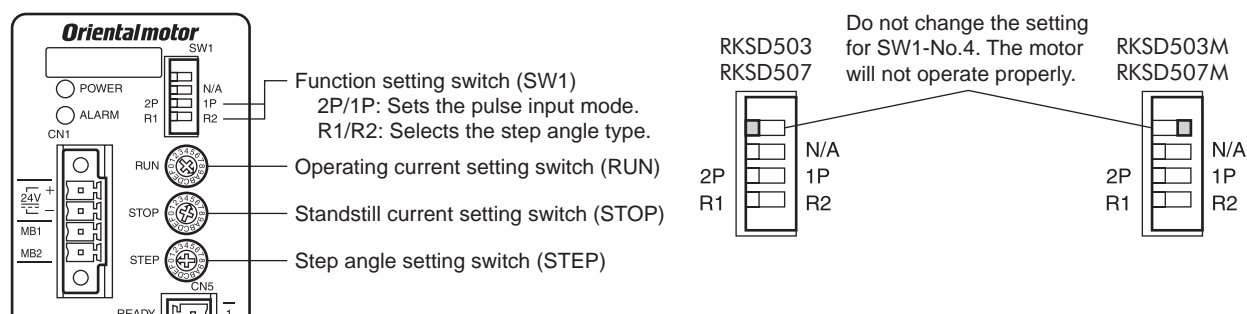 Orientalmotor
SW1
POWER
ALARM
N/A
2P 1P
R1 R2
CN1
RUN
STOP
STEP
CN5
24V + −
MB1
MB2
READY 1
Function setting switch (SW1)
2P/1P: Sets the pulse input mode.
R1/R2: Selects the step angle type.
Operating current setting switch (RUN)
Standstill current setting switch (STOP)
Step angle setting switch (STEP)
Do not change the setting
for SW1-No.4. The motor
will not operate properly.
RKSD503
RKSD507
N/A
2P 1P
R1 R2
RKSD503M
RKSD507M
N/A
2P 1P
R1 R2